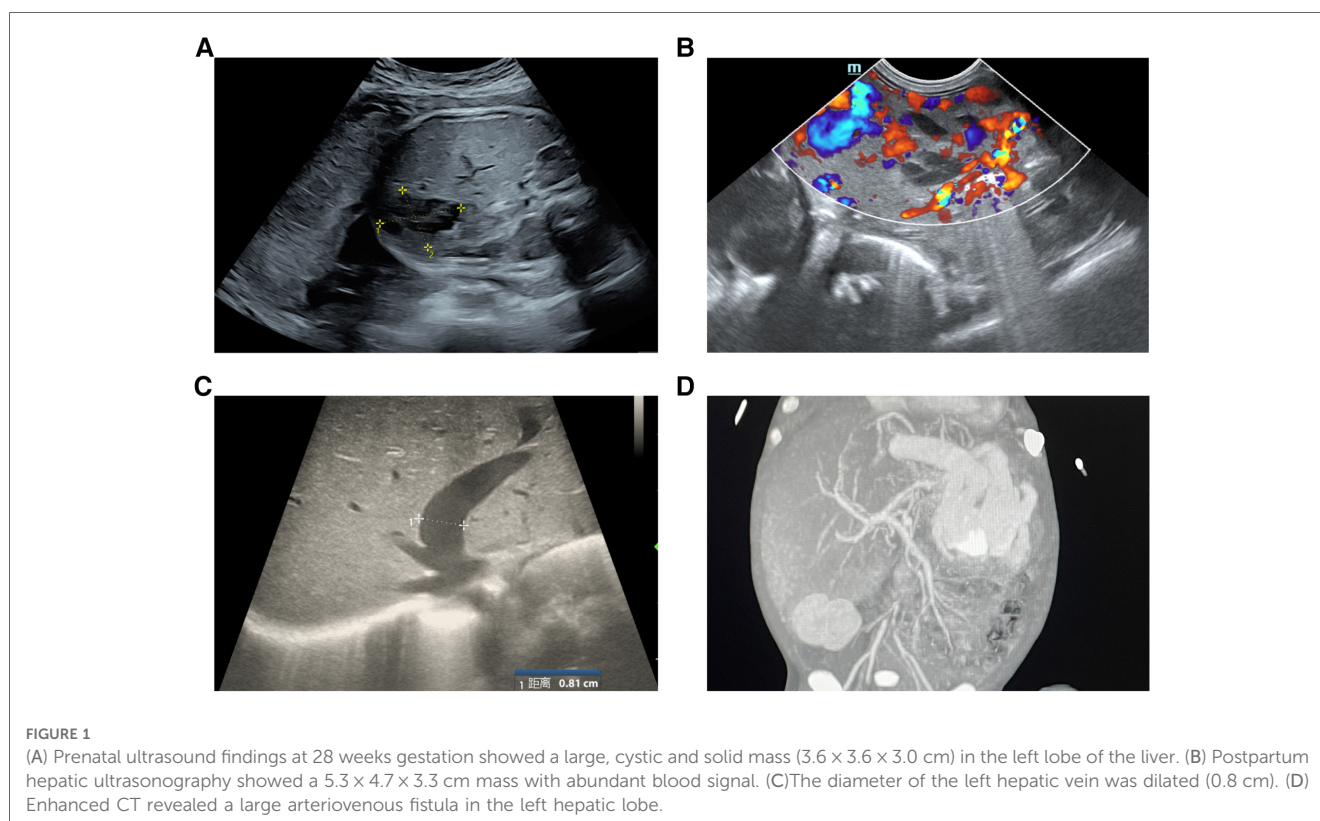 A
B
m
1
2
C
D
1
1 距离 0.81 cm
FIGURE 1
(A) Prenatal ultrasound findings at 28 weeks gestation showed a large, cystic and solid mass (3.6 × 3.6 × 3.0 cm) in the left lobe of the liver. (B) Postpartum
hepatic ultrasonography showed a 5.3 × 4.7 × 3.3 cm mass with abundant blood signal. (C)The diameter of the left hepatic vein was dilated (0.8 cm). (D)
Enhanced CT revealed a large arteriovenous fistula in the left hepatic lobe.